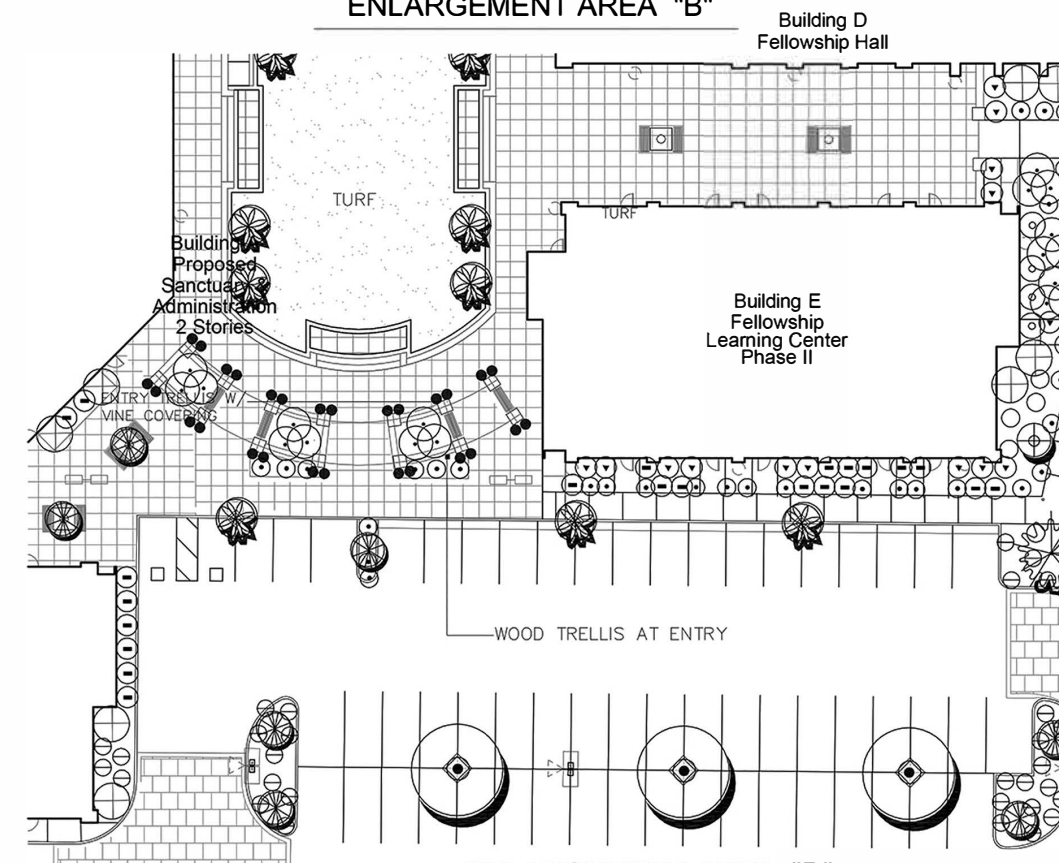 ENLARGEMENT AREA "B"
Building D
Fellowship Hall
TURF
TURF
Building
Proposed
Sanctuary &
Administration
2 Stories
Building E
Fellowship
Learning Center
Phase II
ENTRY TRELLIS W/
VINE COVERING
WOOD TRELLIS AT ENTRY